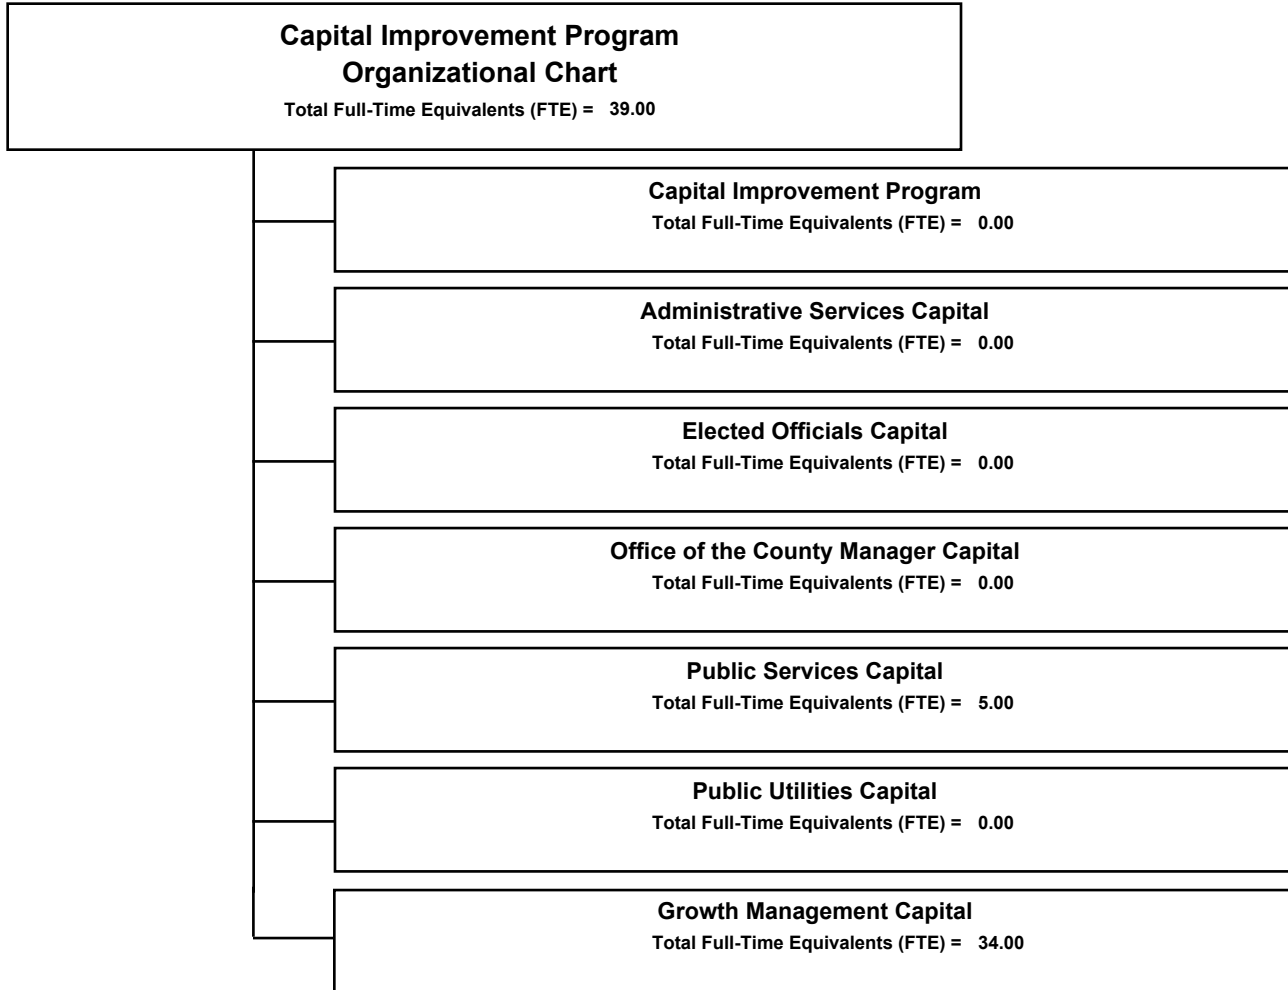 Capital Improvement Program
Organizational Chart
Total Full-Time Equivalents (FTE) = 39.00
Capital Improvement Program
Total Full-Time Equivalents (FTE) = 0.00
Administrative Services Capital
Total Full-Time Equivalents (FTE) = 0.00
Elected Officials Capital
Total Full-Time Equivalents (FTE) = 0.00
Office of the County Manager Capital
Total Full-Time Equivalents (FTE) = 0.00
Public Services Capital
Total Full-Time Equivalents (FTE) = 5.00
Public Utilities Capital
Total Full-Time Equivalents (FTE) = 0.00
Growth Management Capital
Total Full-Time Equivalents (FTE) = 34.00